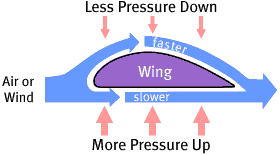 Less Pressure Down
faster
Air or
Wind
Wing
slower
More Pressure Up